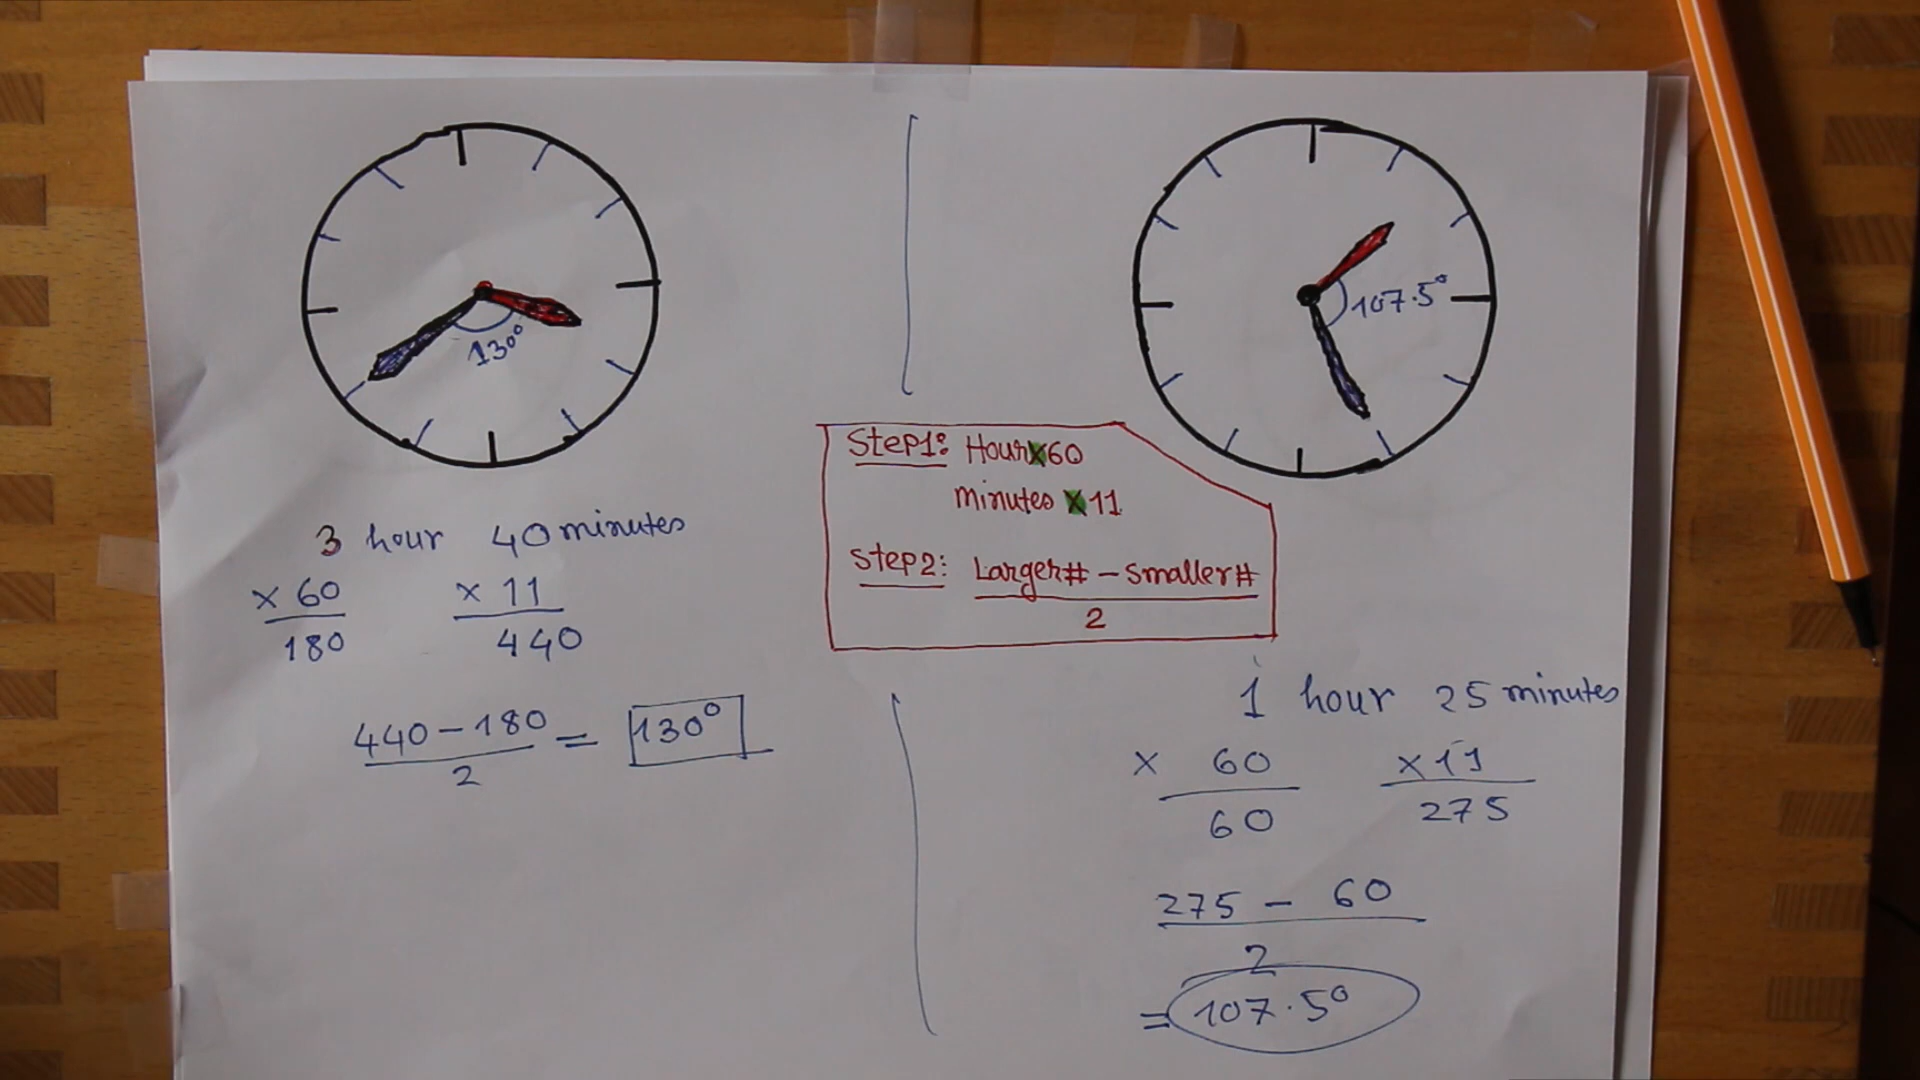 130°
3 hour 40 minutes
× 60 × 11
180 440
440 - 180 = 130°
2
Step1: Hour×60
minutes ×11
Step2: Larger# - Smaller#
2
107.5°
1 hour 25 minutes
× 60 ×11
60 275
275 - 60
2
= 107.5°